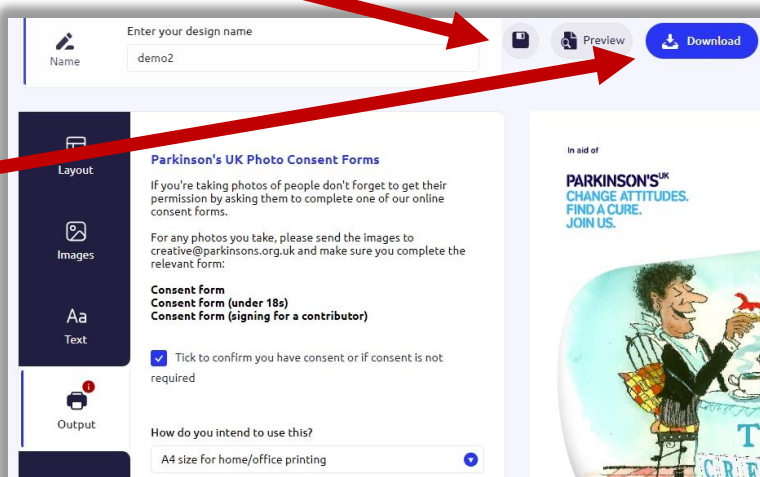 Enter your design name
Name
demo2
Preview
Download
Layout
Images
Aa
Text
Output
Parkinson's UK Photo Consent Forms
If you're taking photos of people don't forget to get their
permission by asking them to complete one of our online
consent forms.
For any photos you take, please send the images to
creative@parkinsons.org.uk and make sure you complete the
relevant form:
Consent form
Consent form (under 18s)
Consent form (signing for a contributor)
Tick to confirm you have consent or if consent is not
required
How do you intend to use this?
A4 size for home/office printing
In aid of
PARKINSON'S UK
CHANGE ATTITUDES.
FIND A CURE.
JOIN US.